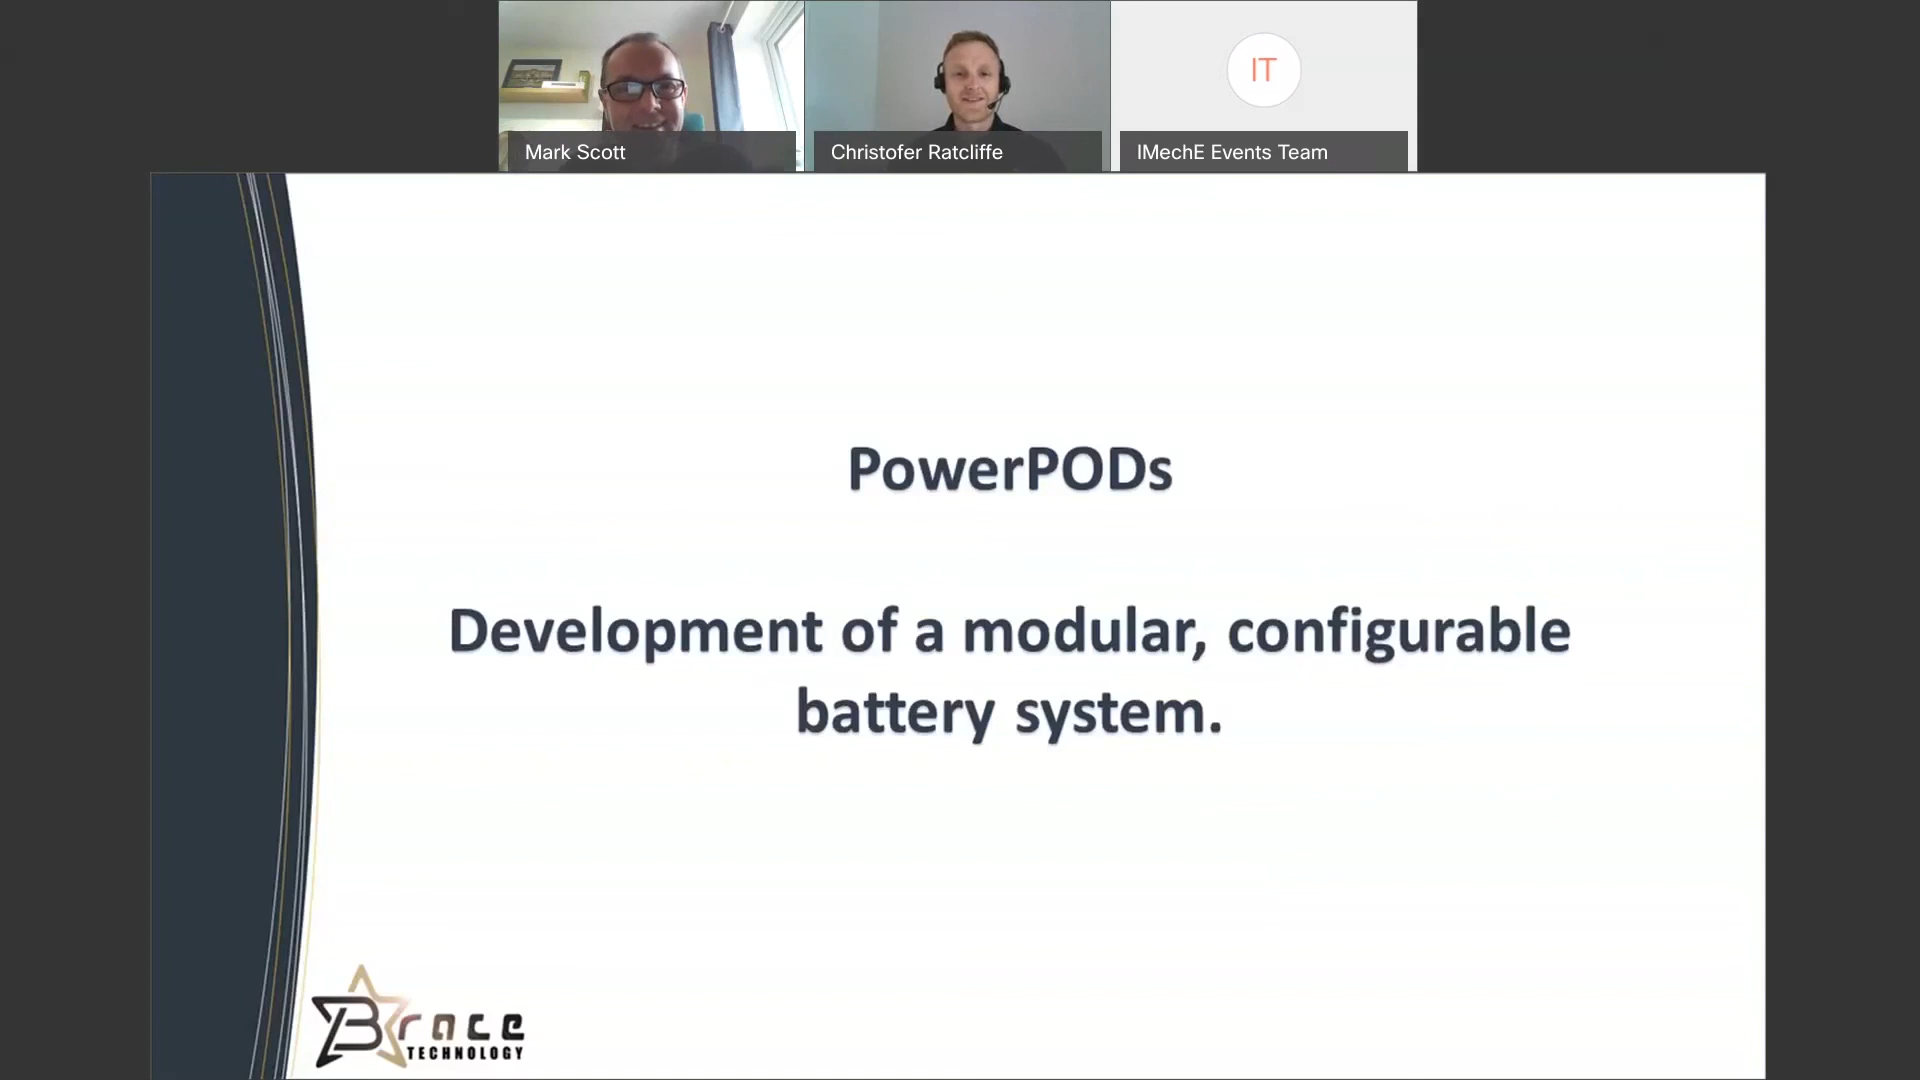 Mark Scott
Christofer Ratcliffe
IT
IMechE Events Team
PowerPODs
Development of a modular, configurable
battery system.
Brace
TECHNOLOGY